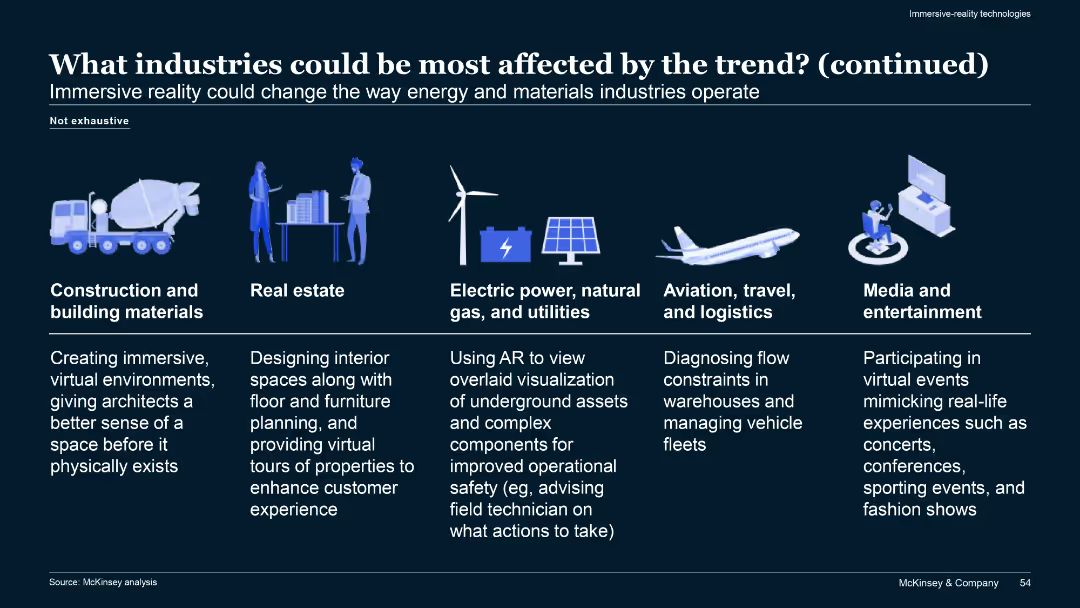 Immersive-reality technologies
What industries could be most affected by the trend? (continued)
Immersive reality could change the way energy and materials industries operate
Not exhaustive
Construction and
building materials
Creating immersive,
virtual environments,
giving architects a
better sense of a
space before it
physically exists
Real estate
Designing interior
spaces along with
floor and furniture
planning, and
providing virtual
tours of properties to
enhance customer
experience
Electric power, natural
gas, and utilities
Using AR to view
overlaid visualization
of underground assets
and complex
components for
improved operational
safety (eg, advising
field technician on
what actions to take)
Aviation, travel,
and logistics
Diagnosing flow
constraints in
warehouses and
managing vehicle
fleets
Media and
entertainment
Participating in
virtual events
mimicking real-life
experiences such as
concerts,
conferences,
sporting events, and
fashion shows
Source: McKinsey analysis
McKinsey & Company 54